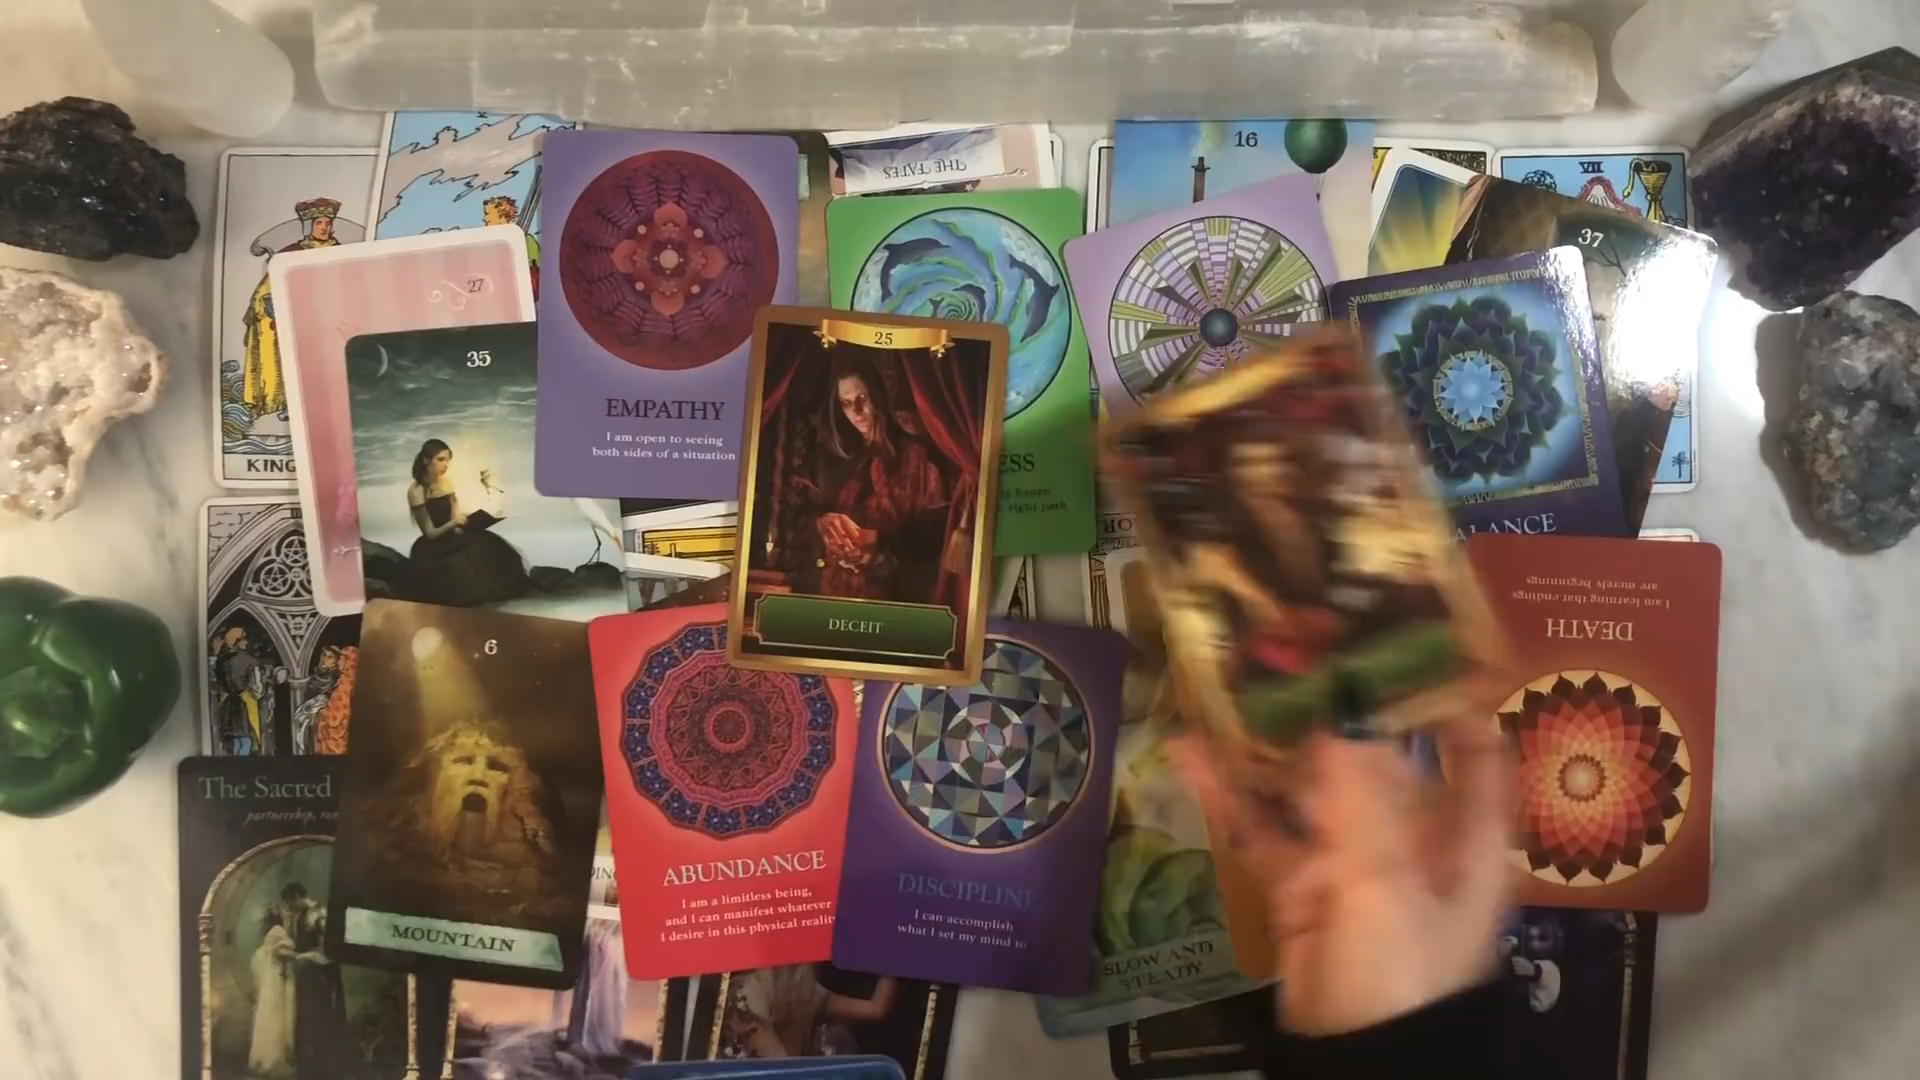 16
VII
THE FATES
37
27
35
25
KING
EMPATHY
I am open to seeing
both sides of a situation
ESS
right path
ALANCE
DECEIT
I am learning that endings
are merely beginnings
DEATH
6
The Sacred
partnership,
MOUNTAIN
ABUNDANCE
I am a limitless being,
and I can manifest whatever
I desire in this physical reality
DISCIPLINE
I can accomplish
what I set my mind to
SLOW AND
STEADY